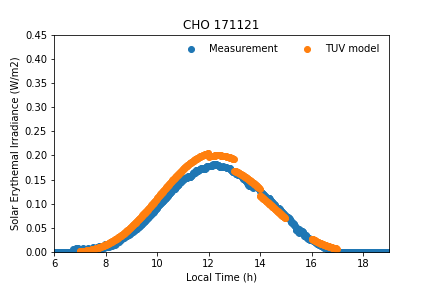 CHO 171121
Measurement TUV model
Solar Erythemal Irradiance (W/m2)
0.45
0.40
0.35
0.30
0.25
0.20
0.15
0.10
0.05
0.00
6 8 10 12 14 16 18
Local Time (h)